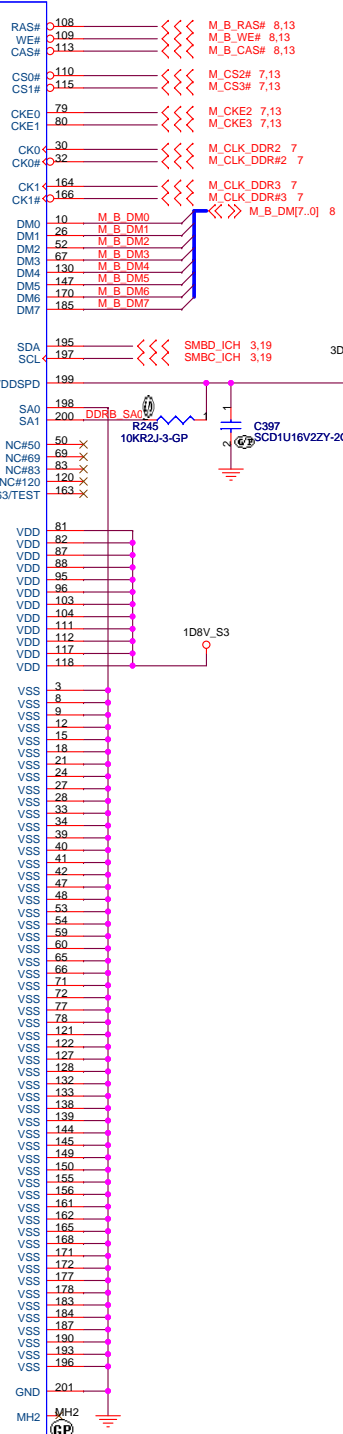 RAS# 108 M_B_RAS# 8,13
WE# 109 M_B_WE# 8,13
CAS# 113 M_B_CAS# 8,13
CS0# 110 M_CS2# 7,13
CS1# 115 M_CS3# 7,13
CKE0 79 M_CKE2 7,13
CKE1 80 M_CKE3 7,13
CK0 30 M_CLK_DDR2 7
CK0# 32 M_CLK_DDR#2 7
CK1 164 M_CLK_DDR3 7
CK1# 166 M_CLK_DDR#3 7
M_B_DM[7..0] 8
DM0 10 M_B_DM0
DM1 26 M_B_DM1
DM2 52 M_B_DM2
DM3 67 M_B_DM3
DM4 130 M_B_DM4
DM5 147 M_B_DM5
DM6 170 M_B_DM6
DM7 185 M_B_DM7
SDA 195 SMBD_ICH 3,19
SCL 197 SMBC_ICH 3,19
3D
VDDSPD 199
SA0 198
SA1 200 DDRB_SA0 1 1
R245 C397
10KR2J-3-GP 2 GP SCD1U16V2ZY-2G
NC#50 50
NC#69 69
NC#83 83
NC#120 120
63/TEST 163
VDD 81
VDD 82
VDD 87
VDD 88
VDD 95
VDD 96
VDD 103
VDD 104
VDD 111
VDD 112
VDD 117
VDD 118
1D8V_S3
VSS 3
VSS 8
VSS 9
VSS 12
VSS 15
VSS 18
VSS 21
VSS 24
VSS 27
VSS 28
VSS 33
VSS 34
VSS 39
VSS 40
VSS 41
VSS 42
VSS 47
VSS 48
VSS 53
VSS 54
VSS 59
VSS 60
VSS 65
VSS 66
VSS 71
VSS 72
VSS 77
VSS 78
VSS 121
VSS 122
VSS 127
VSS 128
VSS 132
VSS 133
VSS 138
VSS 139
VSS 144
VSS 145
VSS 149
VSS 150
VSS 155
VSS 156
VSS 161
VSS 162
VSS 165
VSS 168
VSS 171
VSS 172
VSS 177
VSS 178
VSS 183
VSS 184
VSS 187
VSS 190
VSS 193
VSS 196
GND 201
MH2 MH2
GP